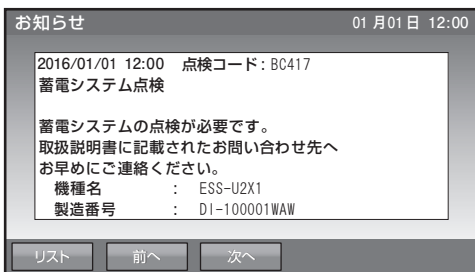 お知らせ 01月01日 12:00
2016/01/01 12:00 点検コード:BC417
蓄電システム点検
蓄電システムの点検が必要です。
取扱説明書に記載されたお問い合わせ先へ
お早めにご連絡ください。
機種名 : ESS-U2X1
製造番号 : DI-100001WAW
リスト 前へ 次へ